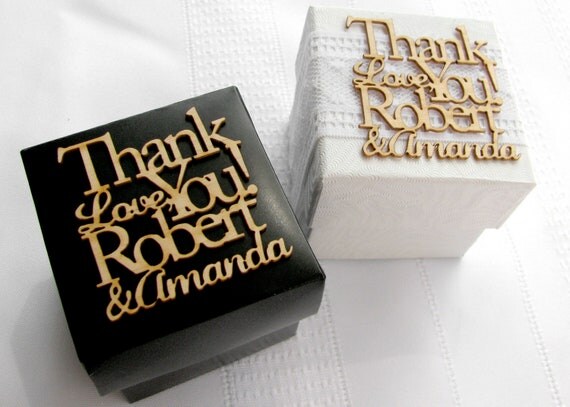 Thank
Love, You!
Robert
& Amanda
Thank
Love, You!
Robert
& Amanda